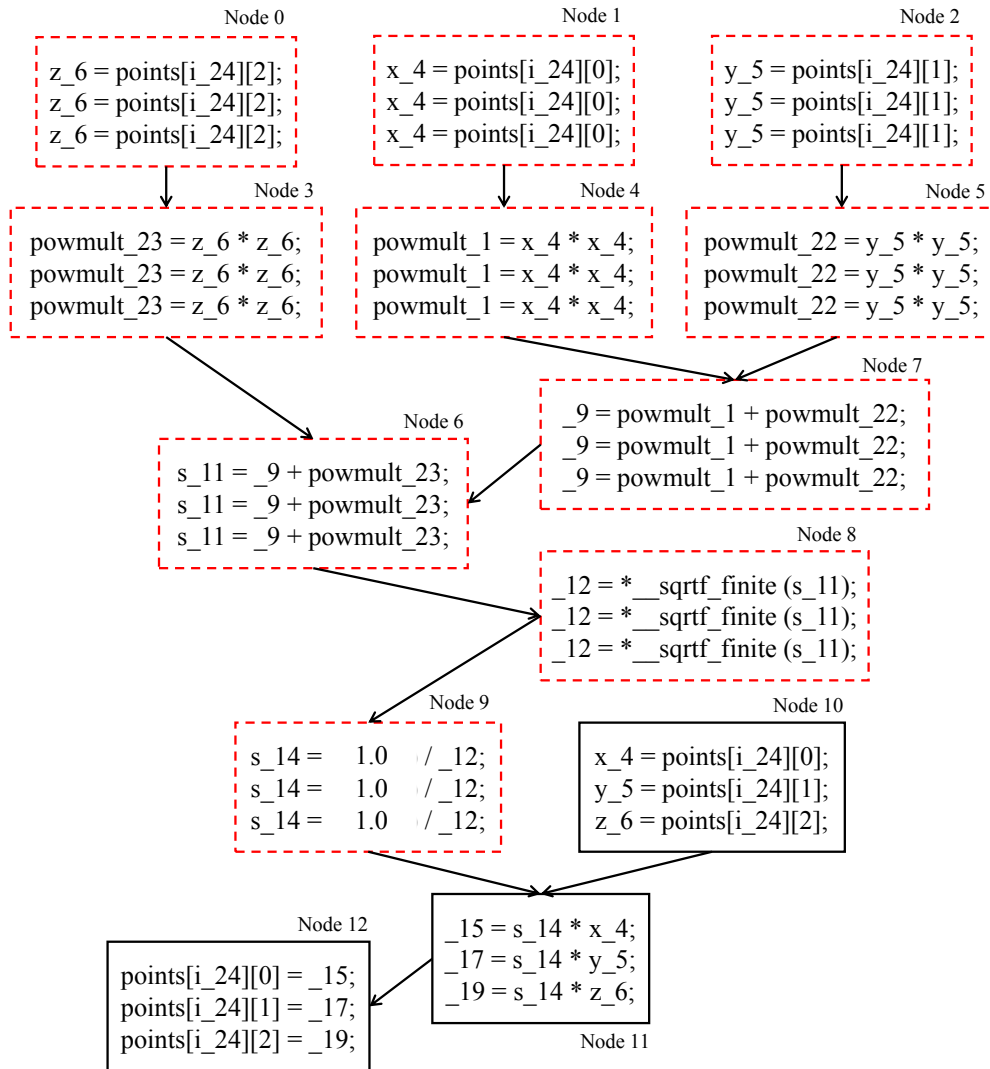 Node 0
z_6 = points[i_24][2];
z_6 = points[i_24][2];
z_6 = points[i_24][2];
Node 1
x_4 = points[i_24][0];
x_4 = points[i_24][0];
x_4 = points[i_24][0];
Node 2
y_5 = points[i_24][1];
y_5 = points[i_24][1];
y_5 = points[i_24][1];
Node 3
powmult_23 = z_6 * z_6;
powmult_23 = z_6 * z_6;
powmult_23 = z_6 * z_6;
Node 4
powmult_1 = x_4 * x_4;
powmult_1 = x_4 * x_4;
powmult_1 = x_4 * x_4;
Node 5
powmult_22 = y_5 * y_5;
powmult_22 = y_5 * y_5;
powmult_22 = y_5 * y_5;
Node 7
_9 = powmult_1 + powmult_22;
_9 = powmult_1 + powmult_22;
_9 = powmult_1 + powmult_22;
Node 6
s_11 = _9 + powmult_23;
s_11 = _9 + powmult_23;
s_11 = _9 + powmult_23;
Node 8
_12 = *__sqrtf_finite (s_11);
_12 = *__sqrtf_finite (s_11);
_12 = *__sqrtf_finite (s_11);
Node 9
s_14 = 1.0 / _12;
s_14 = 1.0 / _12;
s_14 = 1.0 / _12;
Node 10
x_4 = points[i_24][0];
y_5 = points[i_24][1];
z_6 = points[i_24][2];
_15 = s_14 * x_4;
_17 = s_14 * y_5;
_19 = s_14 * z_6;
Node 11
Node 12
points[i_24][0] = _15;
points[i_24][1] = _17;
points[i_24][2] = _19;